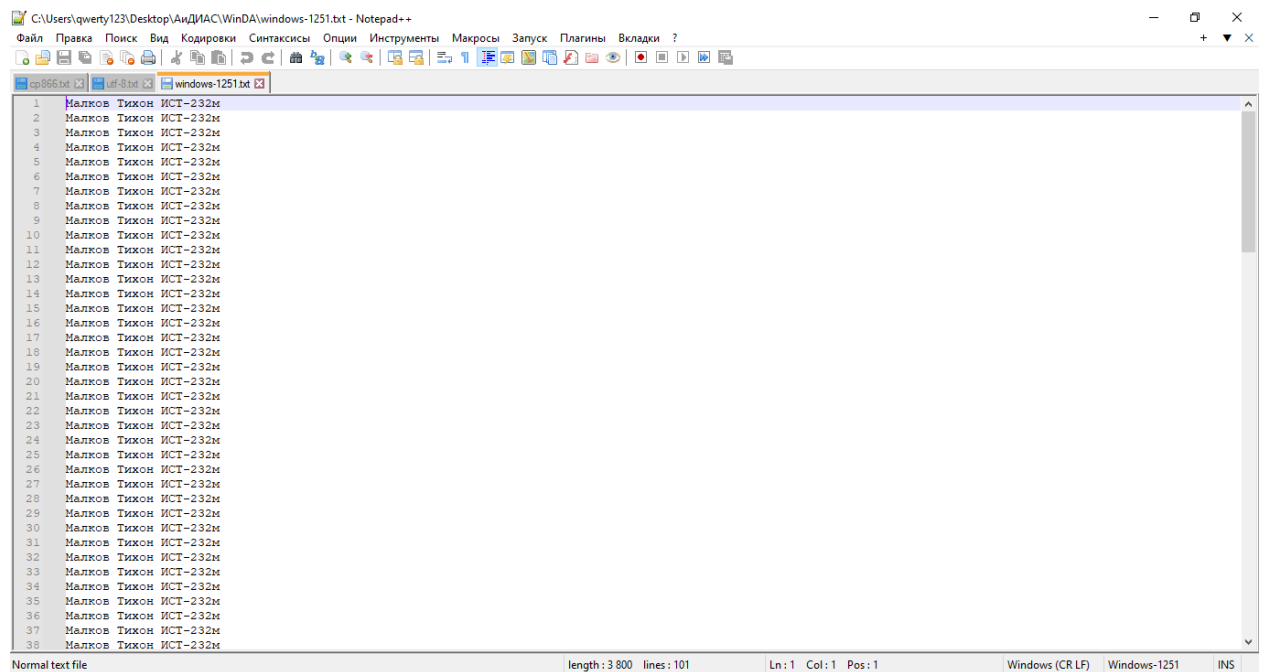 C:\Users\qwerty123\Desktop\АиДИАС\WinDA\windows-1251.txt - Notepad++
Файл Правка Поиск Вид Кодировки Синтаксисы Опции Инструменты Макросы Запуск Плагины Вкладки ?
cp866.txt utf-8.txt windows-1251.txt
1 Малков Тихон ИСТ-232м
2 Малков Тихон ИСТ-232м
3 Малков Тихон ИСТ-232м
4 Малков Тихон ИСТ-232м
5 Малков Тихон ИСТ-232м
6 Малков Тихон ИСТ-232м
7 Малков Тихон ИСТ-232м
8 Малков Тихон ИСТ-232м
9 Малков Тихон ИСТ-232м
10 Малков Тихон ИСТ-232м
11 Малков Тихон ИСТ-232м
12 Малков Тихон ИСТ-232м
13 Малков Тихон ИСТ-232м
14 Малков Тихон ИСТ-232м
15 Малков Тихон ИСТ-232м
16 Малков Тихон ИСТ-232м
17 Малков Тихон ИСТ-232м
18 Малков Тихон ИСТ-232м
19 Малков Тихон ИСТ-232м
20 Малков Тихон ИСТ-232м
21 Малков Тихон ИСТ-232м
22 Малков Тихон ИСТ-232м
23 Малков Тихон ИСТ-232м
24 Малков Тихон ИСТ-232м
25 Малков Тихон ИСТ-232м
26 Малков Тихон ИСТ-232м
27 Малков Тихон ИСТ-232м
28 Малков Тихон ИСТ-232м
29 Малков Тихон ИСТ-232м
30 Малков Тихон ИСТ-232м
31 Малков Тихон ИСТ-232м
32 Малков Тихон ИСТ-232м
33 Малков Тихон ИСТ-232м
34 Малков Тихон ИСТ-232м
35 Малков Тихон ИСТ-232м
36 Малков Тихон ИСТ-232м
37 Малков Тихон ИСТ-232м
38 Малков Тихон ИСТ-232м
Normal text file length : 3 800 lines : 101 Ln : 1 Col : 1 Pos : 1 Windows (CR LF) Windows-1251 INS